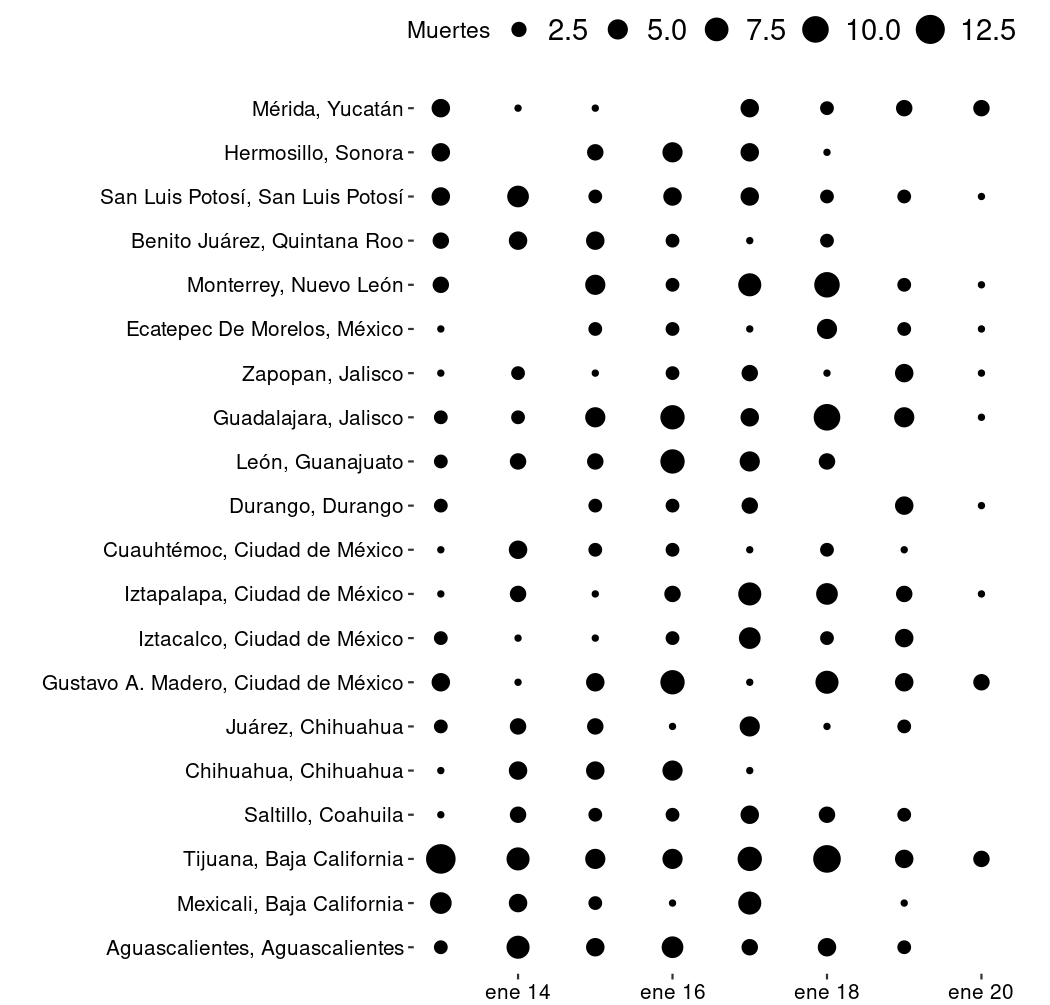 Muertes 2.5 5.0 7.5 10.0 12.5
Mérida, Yucatán
Hermosillo, Sonora
San Luis Potosí, San Luis Potosí
Benito Juárez, Quintana Roo
Monterrey, Nuevo León
Ecatepec De Morelos, México
Zapopan, Jalisco
Guadalajara, Jalisco
León, Guanajuato
Durango, Durango
Cuauhtémoc, Ciudad de México
Iztapalapa, Ciudad de México
Iztacalco, Ciudad de México
Gustavo A. Madero, Ciudad de México
Juárez, Chihuahua
Chihuahua, Chihuahua
Saltillo, Coahuila
Tijuana, Baja California
Mexicali, Baja California
Aguascalientes, Aguascalientes
ene 14 ene 16 ene 18 ene 20